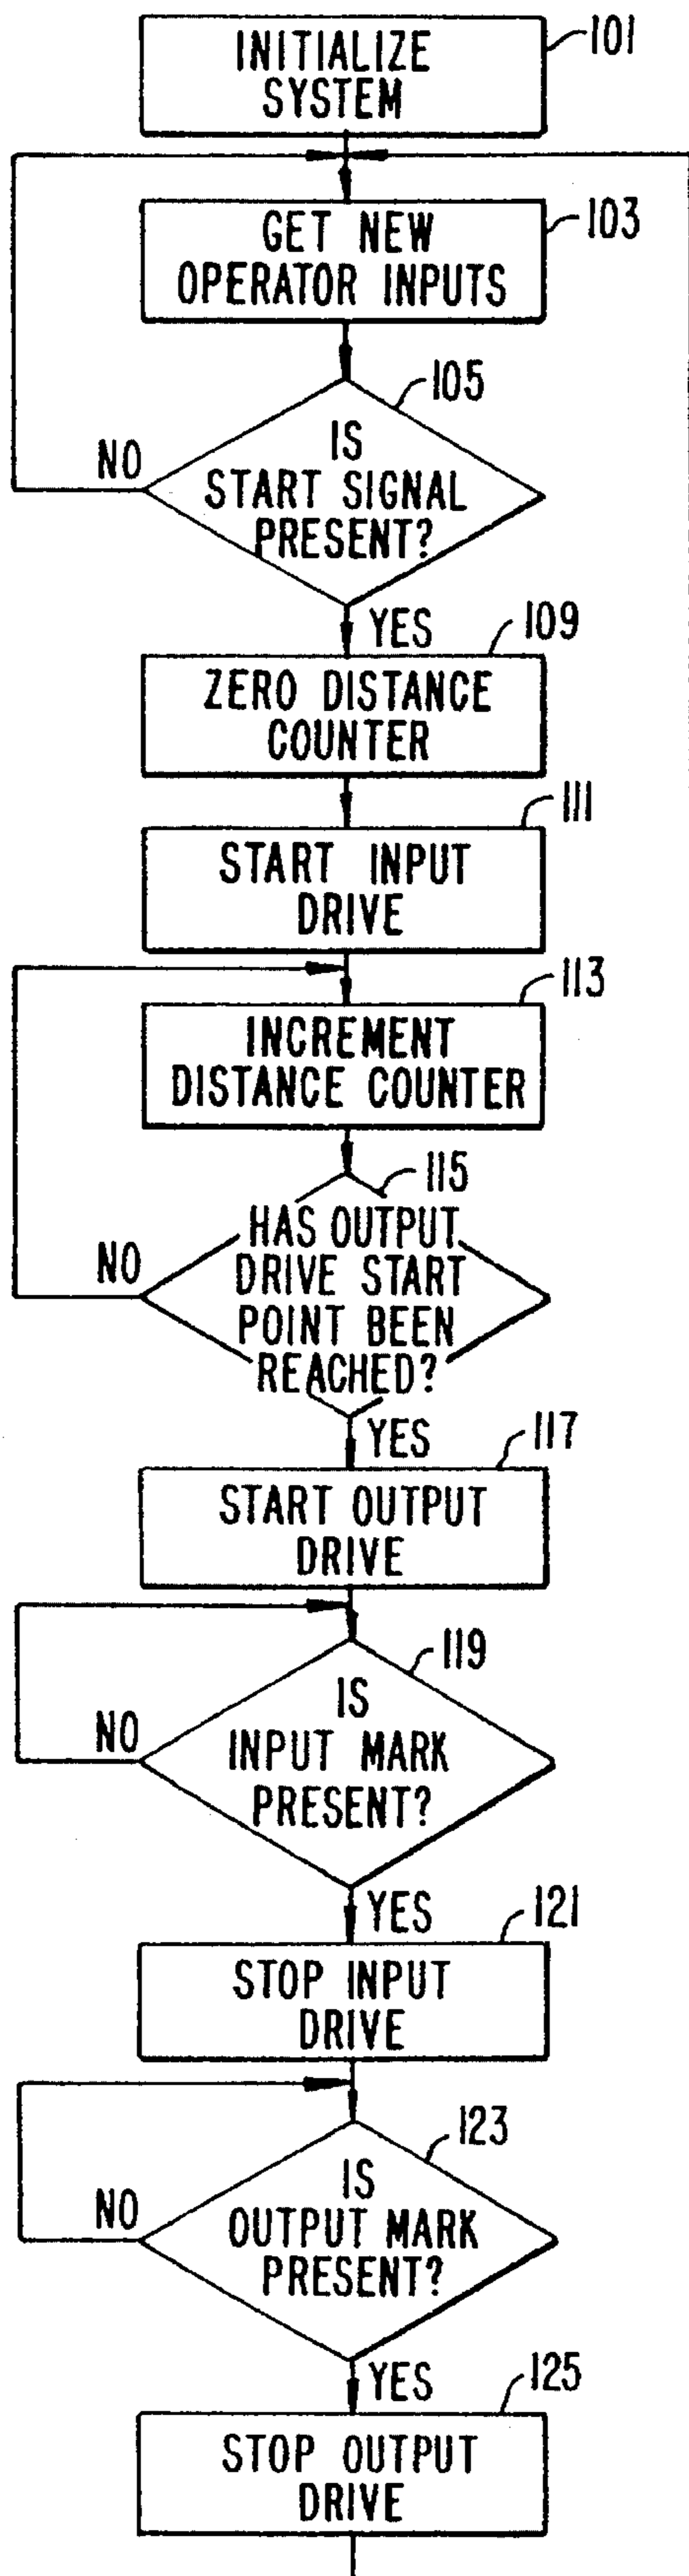 INITIALIZE
SYSTEM
101
GET NEW
OPERATOR INPUTS
103
105
IS
START SIGNAL
PRESENT?
NO
YES
109
ZERO DISTANCE
COUNTER
111
START INPUT
DRIVE
113
INCREMENT
DISTANCE COUNTER
115
HAS OUTPUT
DRIVE START
POINT BEEN
REACHED?
NO
YES
117
START OUTPUT
DRIVE
119
IS
INPUT MARK
PRESENT?
NO
YES
121
STOP INPUT
DRIVE
123
IS
OUTPUT MARK
PRESENT?
NO
YES
125
STOP OUTPUT
DRIVE